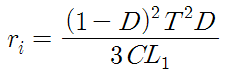 r_i = \frac{(1 - D)^2 T^2 D}{3 C L_1}